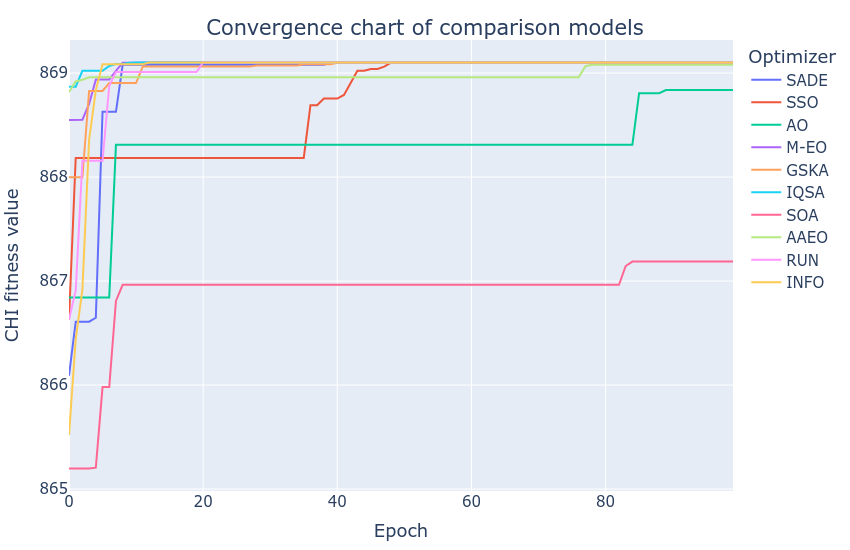 Convergence chart of comparison models
CHI fitness value
869
868
867
866
865
0 20 40 60 80
Epoch
Optimizer
SADE
SSO
AO
M-EO
GSKA
IQSA
SOA
AAEO
RUN
INFO